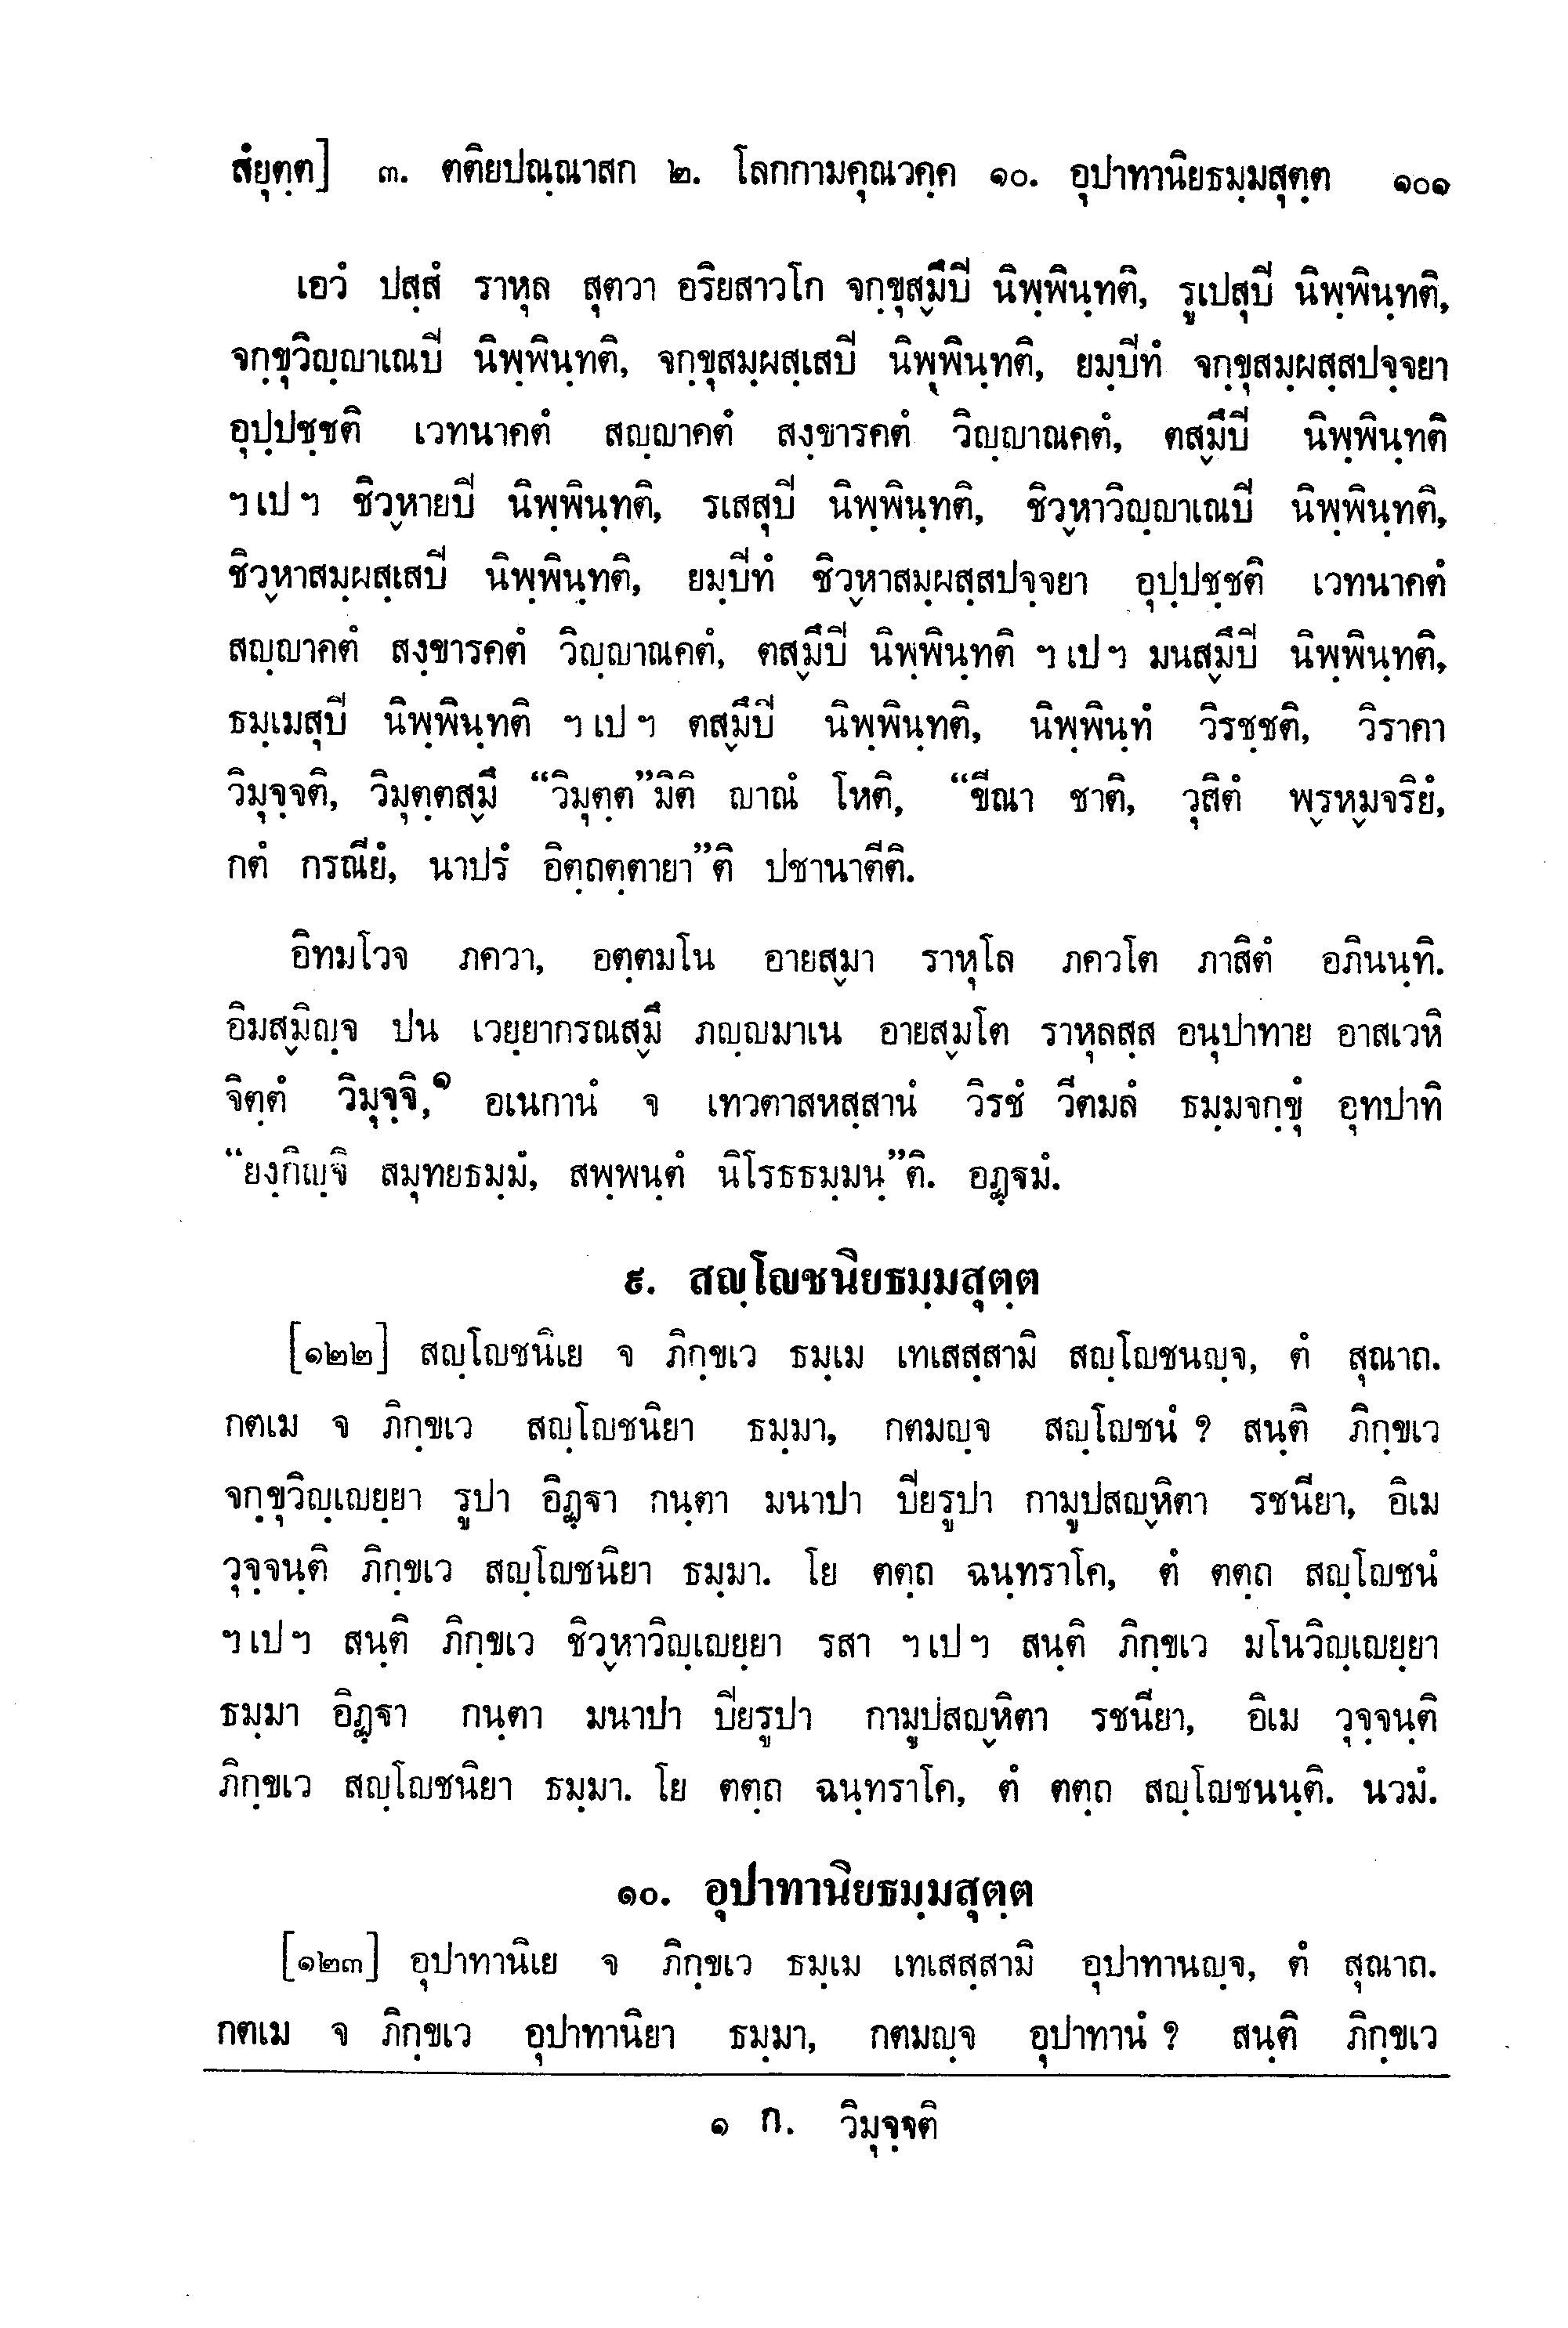 สํยุตฺต] ๓. ตติยปณฺณาสก ๒. โลกกามคุณวคฺค ๑๐. อุปาทานิยธมฺมสุตฺต ๑๐๑
เอวํ ปสฺสํ ราหุล สุตวา อริยสาวโก จกฺขุสฺมึปิ นิพฺพินฺทติ, รูเปสุปิ นิพฺพินฺทติ,
จกฺขุวิญฺญาเณปิ นิพฺพินฺทติ, จกฺขุสมฺผสฺเสปิ นิพฺพินฺทติ, ยมฺปิทํ จกฺขุสมฺผสฺสปจฺจยา
อุปฺปชฺชติ เวทนาคตํ สญฺญาคตํ สงฺขารคตํ วิญฺญาณคตํ, ตสฺมึปิ นิพฺพินฺทติ
ฯเปฯ ชิวฺหายปิ นิพฺพินฺทติ, รเสสุปิ นิพฺพินฺทติ, ชิวฺหาวิญฺญาเณปิ นิพฺพินฺทติ,
ชิวฺหาสมฺผสฺเสปิ นิพฺพินฺทติ, ยมฺปิทํ ชิวฺหาสมฺผสฺสปจฺจยา อุปฺปชฺชติ เวทนาคตํ
สญฺญาคตํ สงฺขารคตํ วิญฺญาณคตํ, ตสฺมึปิ นิพฺพินฺทติ ฯเปฯ มนสฺมึปิ นิพฺพินฺทติ,
ธมฺเมสุปิ นิพฺพินฺทติ ฯเปฯ ตสฺมึปิ นิพฺพินฺทติ, นิพฺพินฺทํ วิรชฺชติ, วิราคา
วิมุจฺจติ, วิมุตฺตสฺมึ “วิมุตฺต”มิติ ญาณํ โหติ, “ขีณา ชาติ, วุสิตํ พฺรหฺมจริยํ,
กตํ กรณียํ, นาปรํ อิตฺถตฺตายา”ติ ปชานาตีติ.
อิทมโวจ ภควา, อตฺตมโน อายสฺมา ราหุโล ภควโต ภาสิตํ อภินนฺทิ.
อิมสฺมิญฺจ ปน เวยฺยากรณสฺมึ ภญฺญมาเน อายสฺมโต ราหุลสฺส อนุปาทาย อาสเวหิ
จิตฺตํ วิมุจฺจิ,๑ อเนกานํ จ เทวตาสหสฺสานํ วิรชํ วีตมลํ ธมฺมจกฺขุํ อุทปาทิ
“ยงฺกิญฺจิ สมุทยธมฺมํ, สพฺพนฺตํ นิโรธธมฺมนฺ”ติ. อฏฺฐมํ.
๙. สญฺโญชนิยธมฺมสุตฺต
[๑๒๒] สญฺโญชนิเย จ ภิกฺขเว ธมฺเม เทเสสฺสามิ สญฺโญชนญฺจ, ตํ สุณาถ.
กตเม จ ภิกฺขเว สญฺโญชนิยา ธมฺมา, กตมญฺจ สญฺโญชนํ ? สนฺติ ภิกฺขเว
จกฺขุวิญฺเญยฺยา รูปา อิฏฺฐา กนฺตา มนาปา ปิยรูปา กามูปสญฺหิตา รชนียา, อิเม
วุจฺจนฺติ ภิกฺขเว สญฺโญชนิยา ธมฺมา. โย ตตฺถ ฉนฺทราโค, ตํ ตตฺถ สญฺโญชนํ
ฯเปฯ สนฺติ ภิกฺขเว ชิวฺหาวิญฺเญยฺยา รสา ฯเปฯ สนฺติ ภิกฺขเว มโนวิญฺเญยฺยา
ธมฺมา อิฏฺฐา กนฺตา มนาปา ปิยรูปา กามูปสญฺหิตา รชนียา, อิเม วุจฺจนฺติ
ภิกฺขเว สญฺโญชนิยา ธมฺมา. โย ตตฺถ ฉนฺทราโค, ตํ ตตฺถ สญฺโญชนนฺติ. นวมํ.
๑๐. อุปาทานิยธมฺมสุตฺต
[๑๒๓] อุปาทานิเย จ ภิกฺขเว ธมฺเม เทเสสฺสามิ อุปาทานญฺจ, ตํ สุณาถ.
กตเม จ ภิกฺขเว อุปาทานิยา ธมฺมา, กตมญฺจ อุปาทานํ ? สนฺติ ภิกฺขเว
๑ ก. วิมุจฺจติ